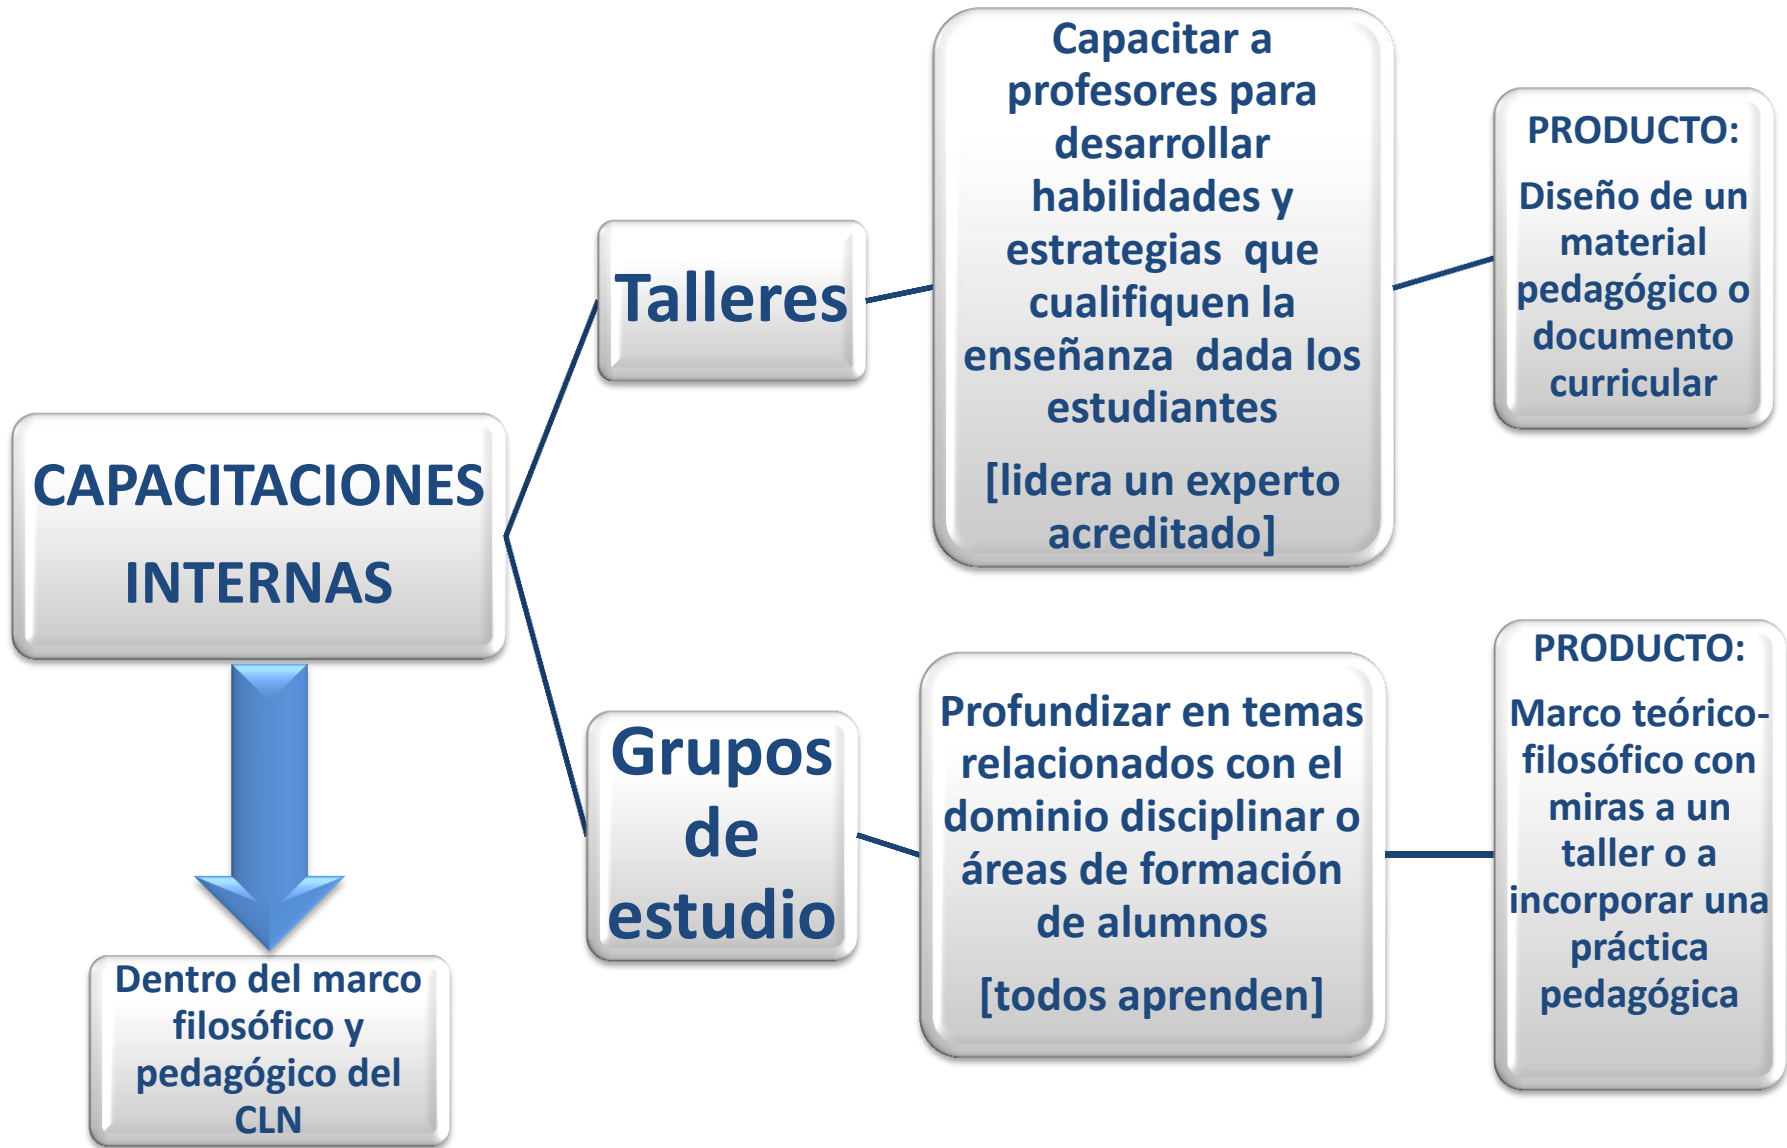 CAPACITACIONES
INTERNAS
Dentro del marco
filosófico y
pedagógico del
CLN
Talleres
Capacitar a
profesores para
desarrollar
habilidades y
estrategias  que
cualifiquen la
enseñanza  dada los
estudiantes
[lidera un experto
acreditado]
PRODUCTO:
Diseño de un
material
pedagógico o
documento
curricular
Grupos
de
estudio
Profundizar en temas
relacionados con el
dominio disciplinar o
áreas de formación
de alumnos
[todos aprenden]
PRODUCTO:
Marco teórico-
filosófico con
miras a un
taller o a
incorporar una
práctica
pedagógica